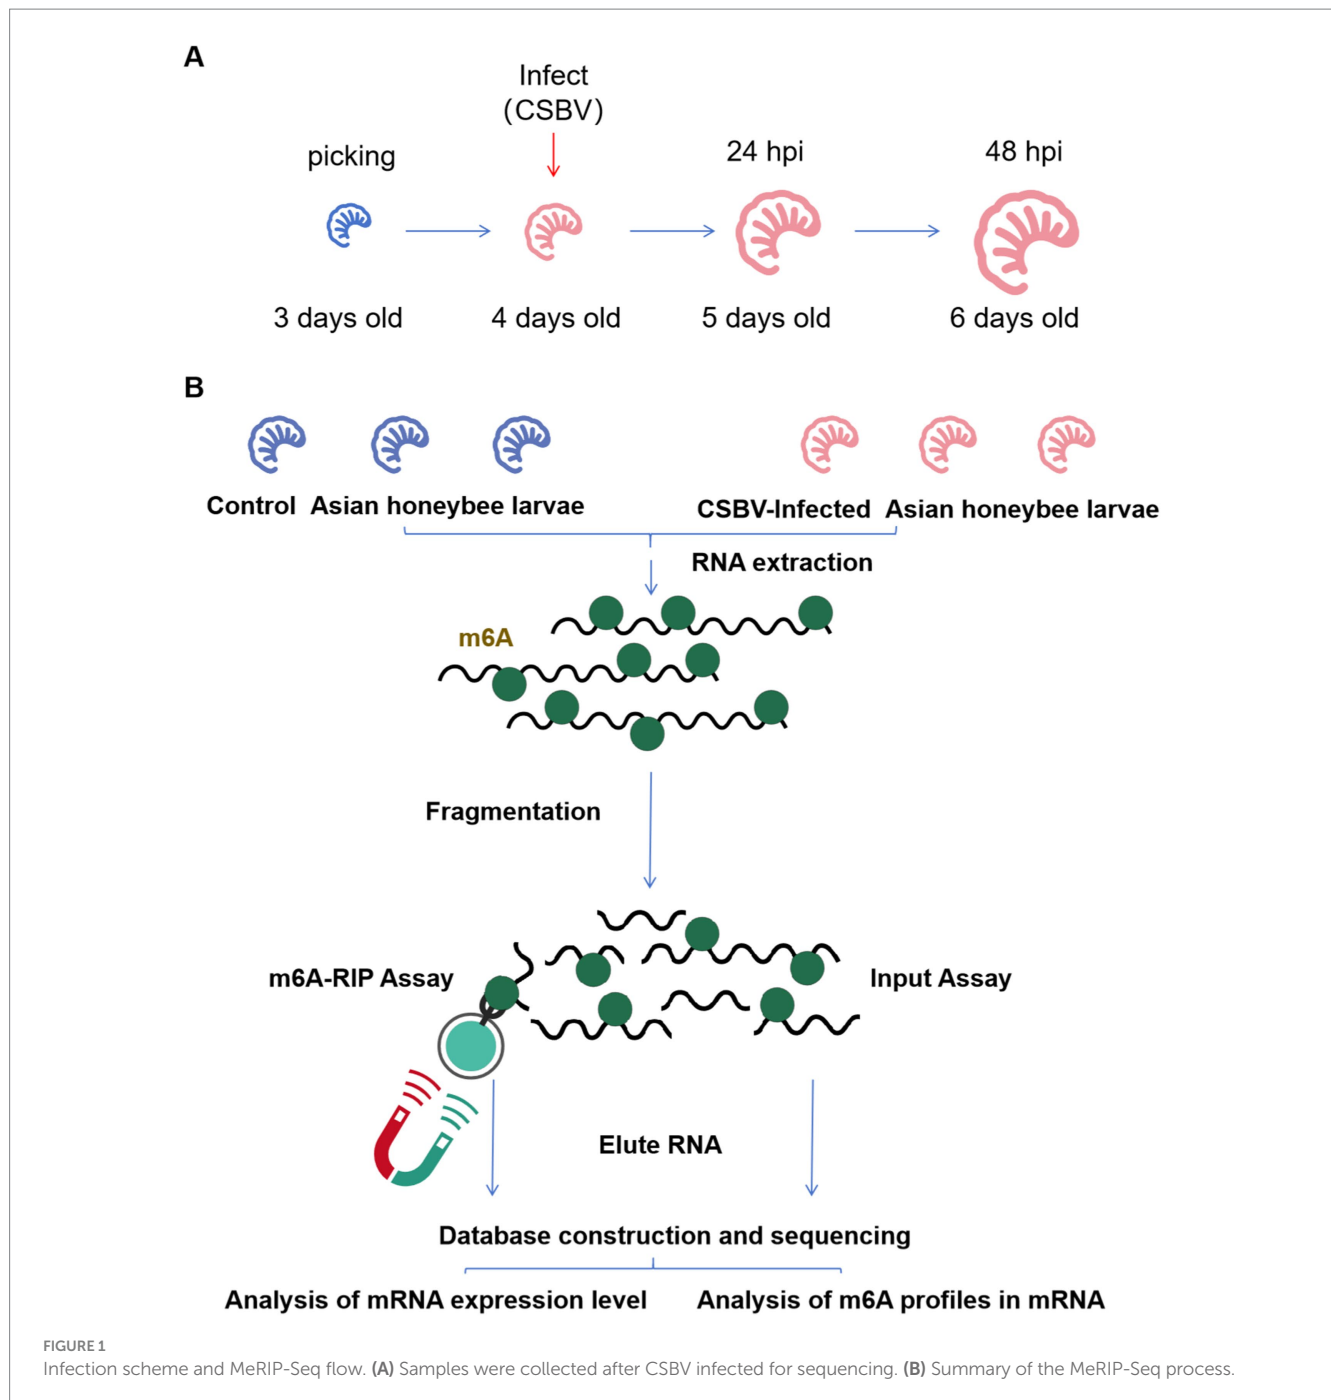 A
Infect
(CSBV)
picking
24 hpi
48 hpi
3 days old
4 days old
5 days old
6 days old
B
Control Asian honeybee larvae
CSBV-Infected Asian honeybee larvae
RNA extraction
m6A
Fragmentation
m6A-RIP Assay
Input Assay
Elute RNA
Database construction and sequencing
Analysis of mRNA expression level
Analysis of m6A profiles in mRNA
FIGURE 1
Infection scheme and MeRIP-Seq flow. (A) Samples were collected after CSBV infected for sequencing. (B) Summary of the MeRIP-Seq process.